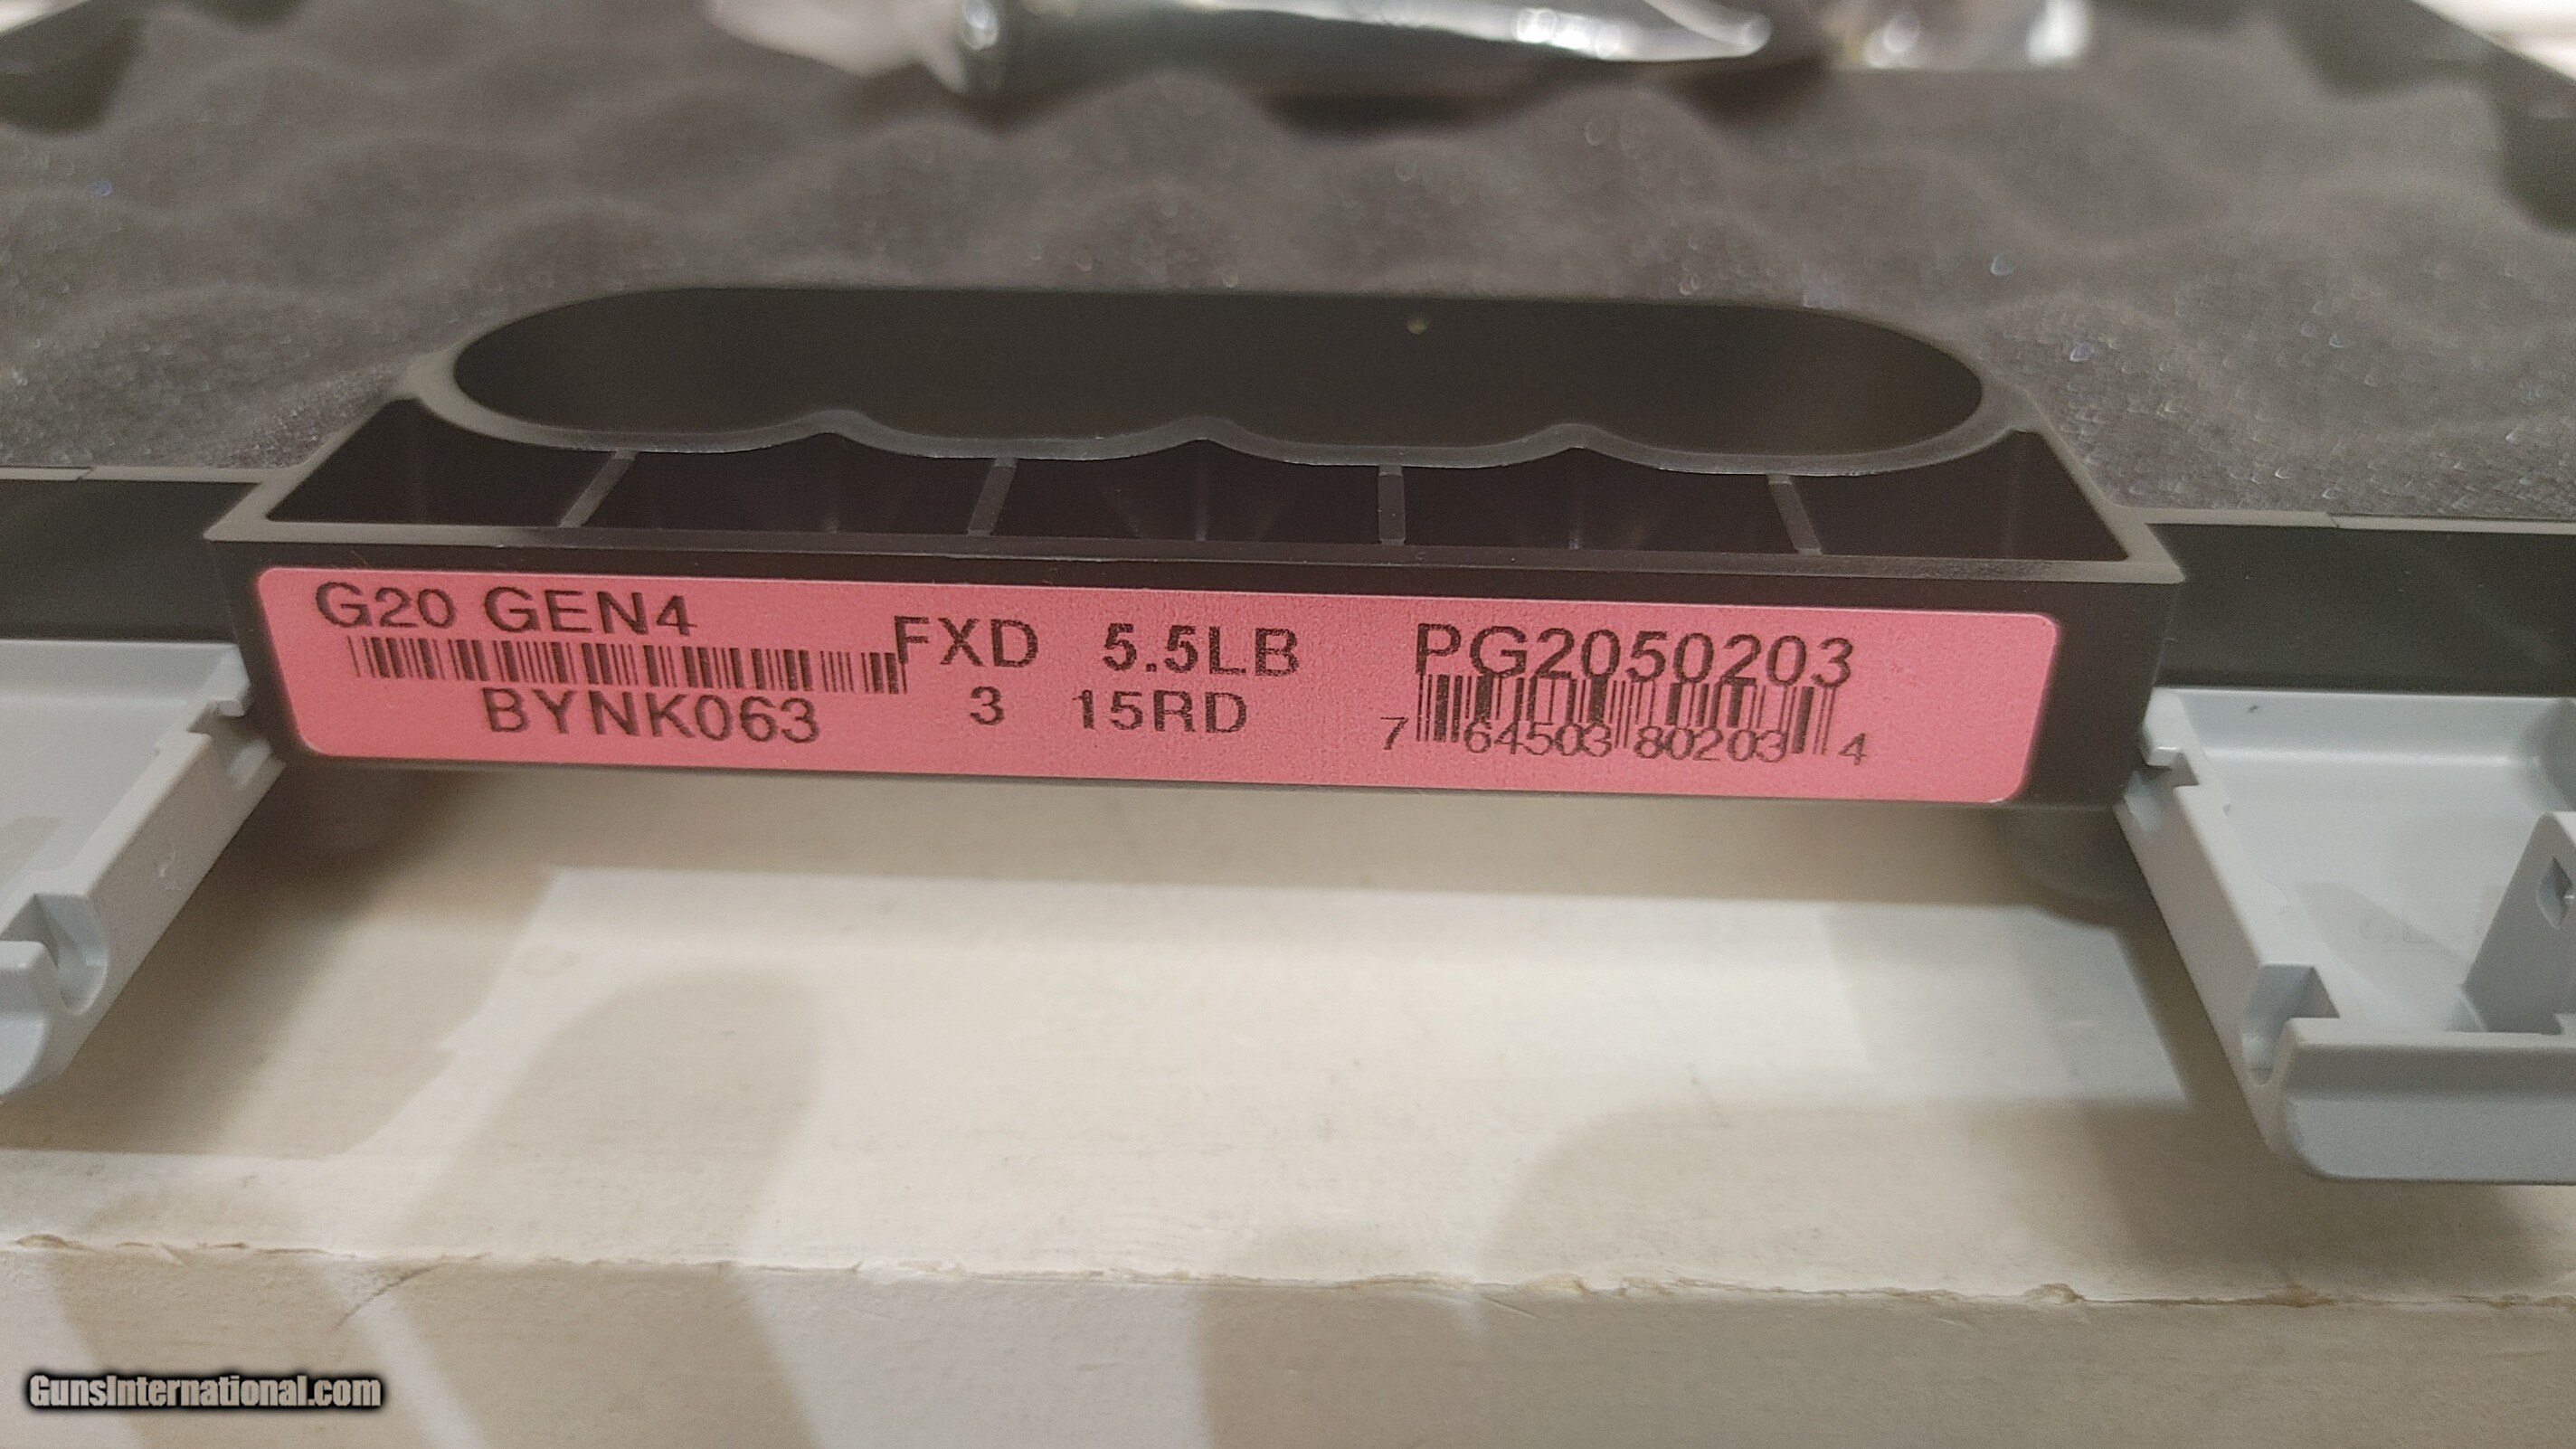 G20 GEN4
BYNK063
FXD 5.5LB
3 15RD
PG2050203
7 64503 80203 4
GunsInternational.com